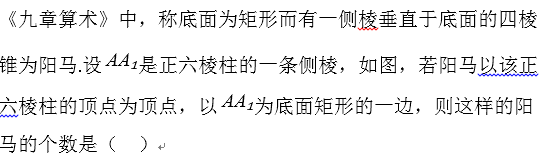 《九章算术》中，称底面为矩形而有一侧棱垂直于底面的四棱
锥为阳马.设AA₁是正六棱柱的一条侧棱，如图，若阳马以该正
六棱柱的顶点为顶点，以AA₁为底面矩形的一边，则这样的阳
马的个数是（　）